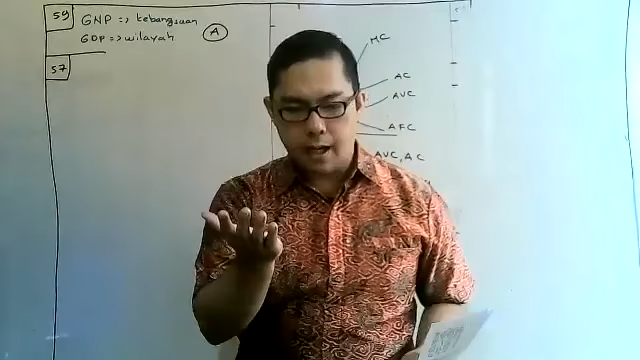 59 GNP => kebangsaan
GDP => wilayah
A
57
MC
AC
AVC
AFC
AVC, AC